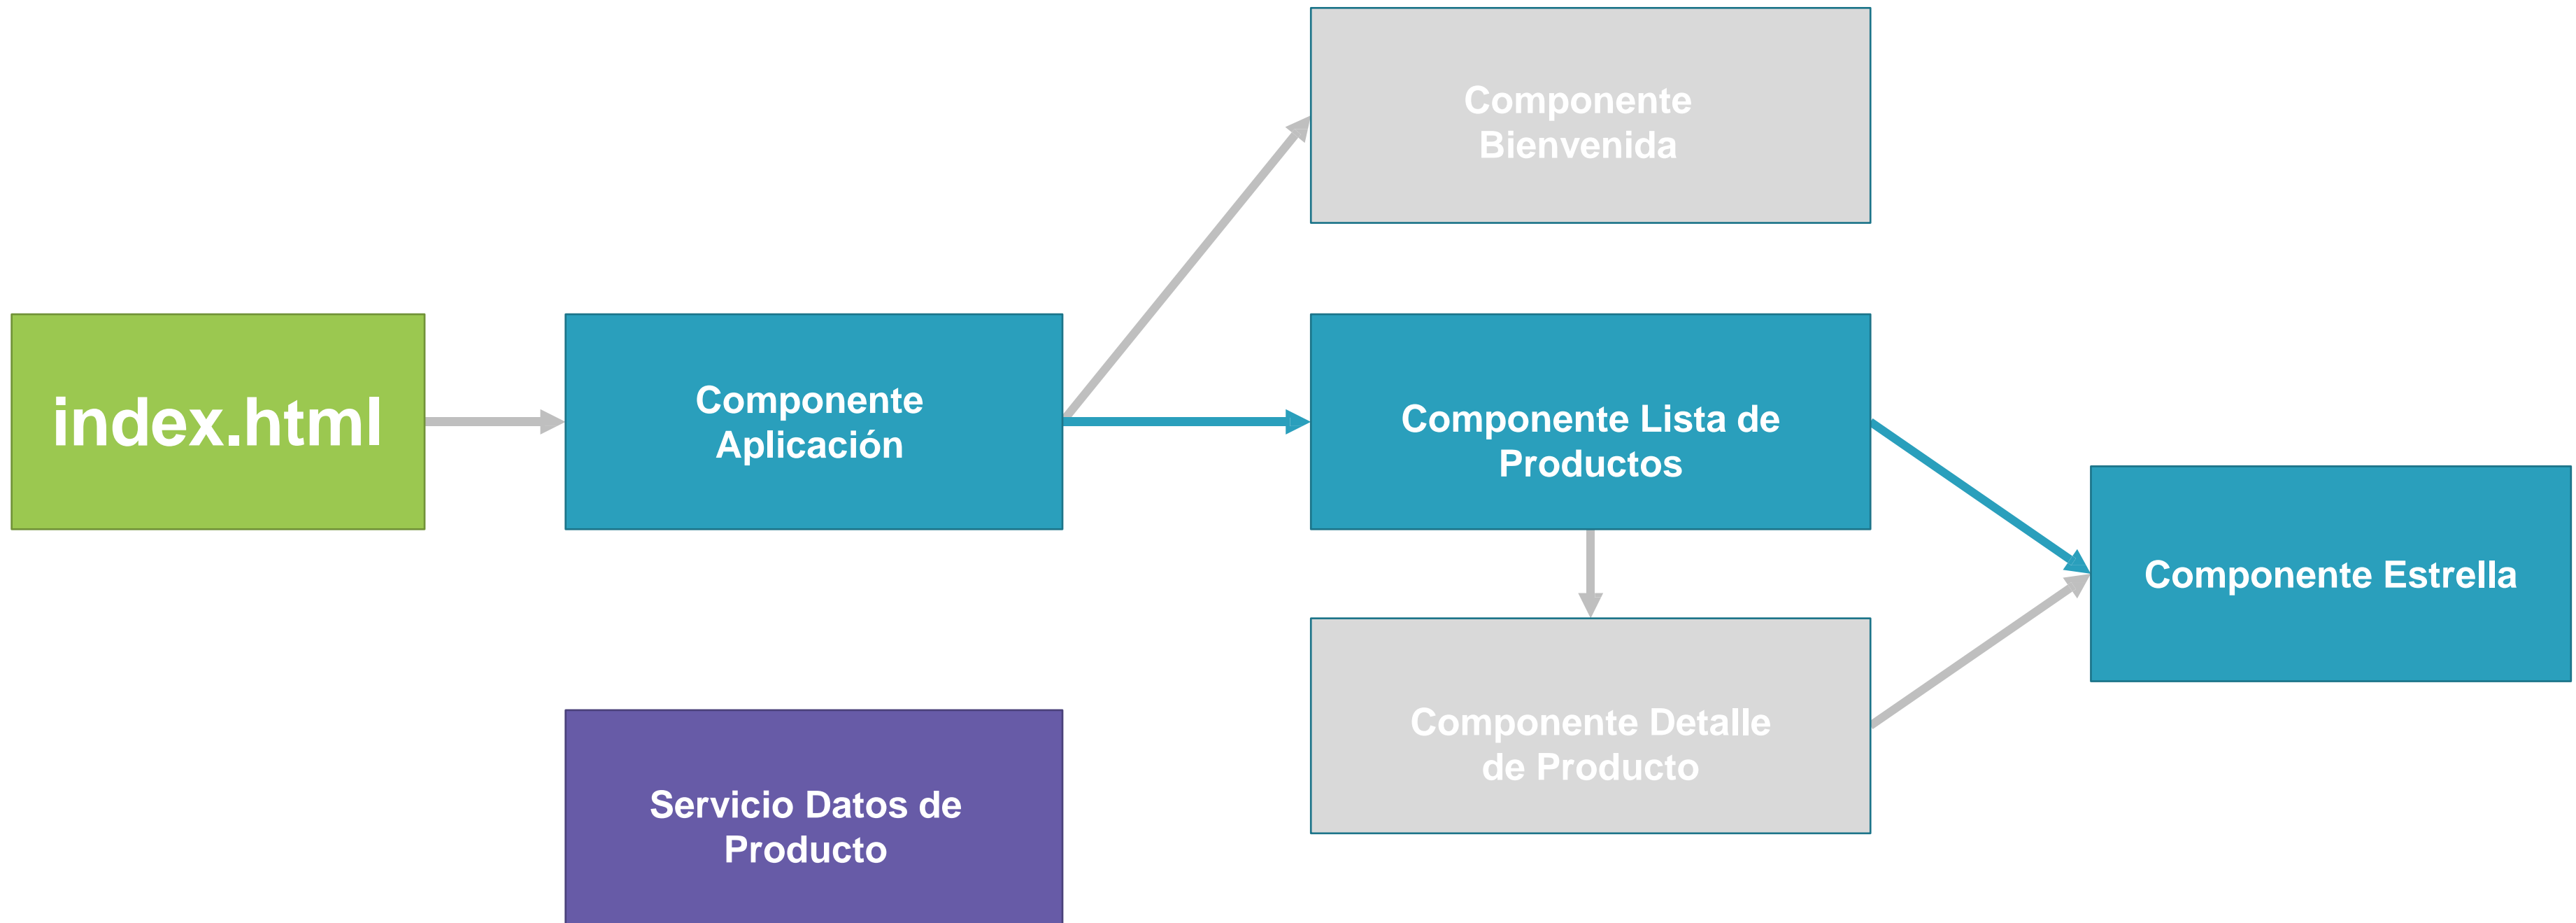 Componente
Bienvenida
index.html
Componente
Aplicación
Componente Lista de
Productos
Componente Estrella
Componente Detalle
de Producto
Servicio Datos de
Producto